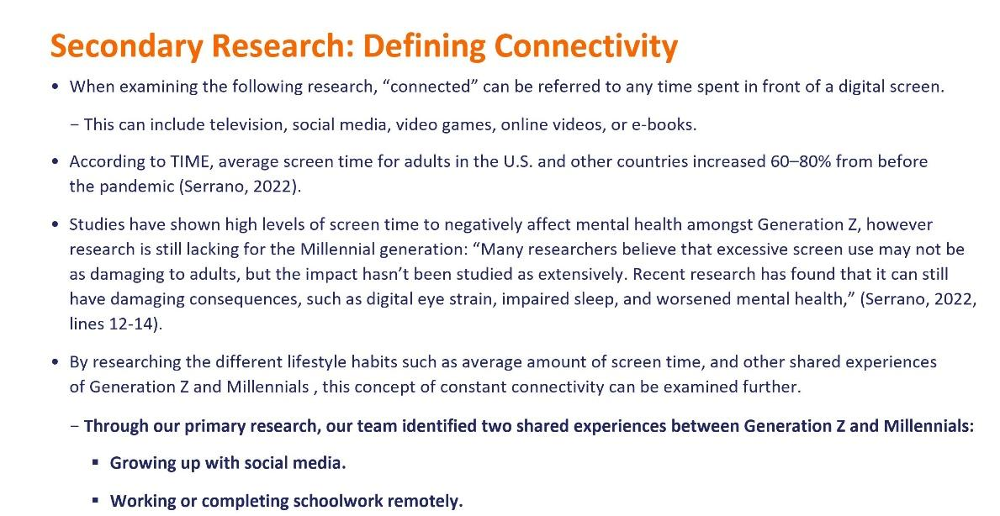 Secondary Research: Defining Connectivity
• When examining the following research, “connected” can be referred to any time spent in front of a digital screen.
– This can include television, social media, video games, online videos, or e-books.
• According to TIME, average screen time for adults in the U.S. and other countries increased 60–80% from before
the pandemic (Serrano, 2022).
• Studies have shown high levels of screen time to negatively affect mental health amongst Generation Z, however
research is still lacking for the Millennial generation: “Many researchers believe that excessive screen use may not be
as damaging to adults, but the impact hasn’t been studied as extensively. Recent research has found that it can still
have damaging consequences, such as digital eye strain, impaired sleep, and worsened mental health,” (Serrano, 2022,
lines 12-14).
• By researching the different lifestyle habits such as average amount of screen time, and other shared experiences
of Generation Z and Millennials , this concept of constant connectivity can be examined further.
– Through our primary research, our team identified two shared experiences between Generation Z and Millennials:
▪ Growing up with social media.
▪ Working or completing schoolwork remotely.